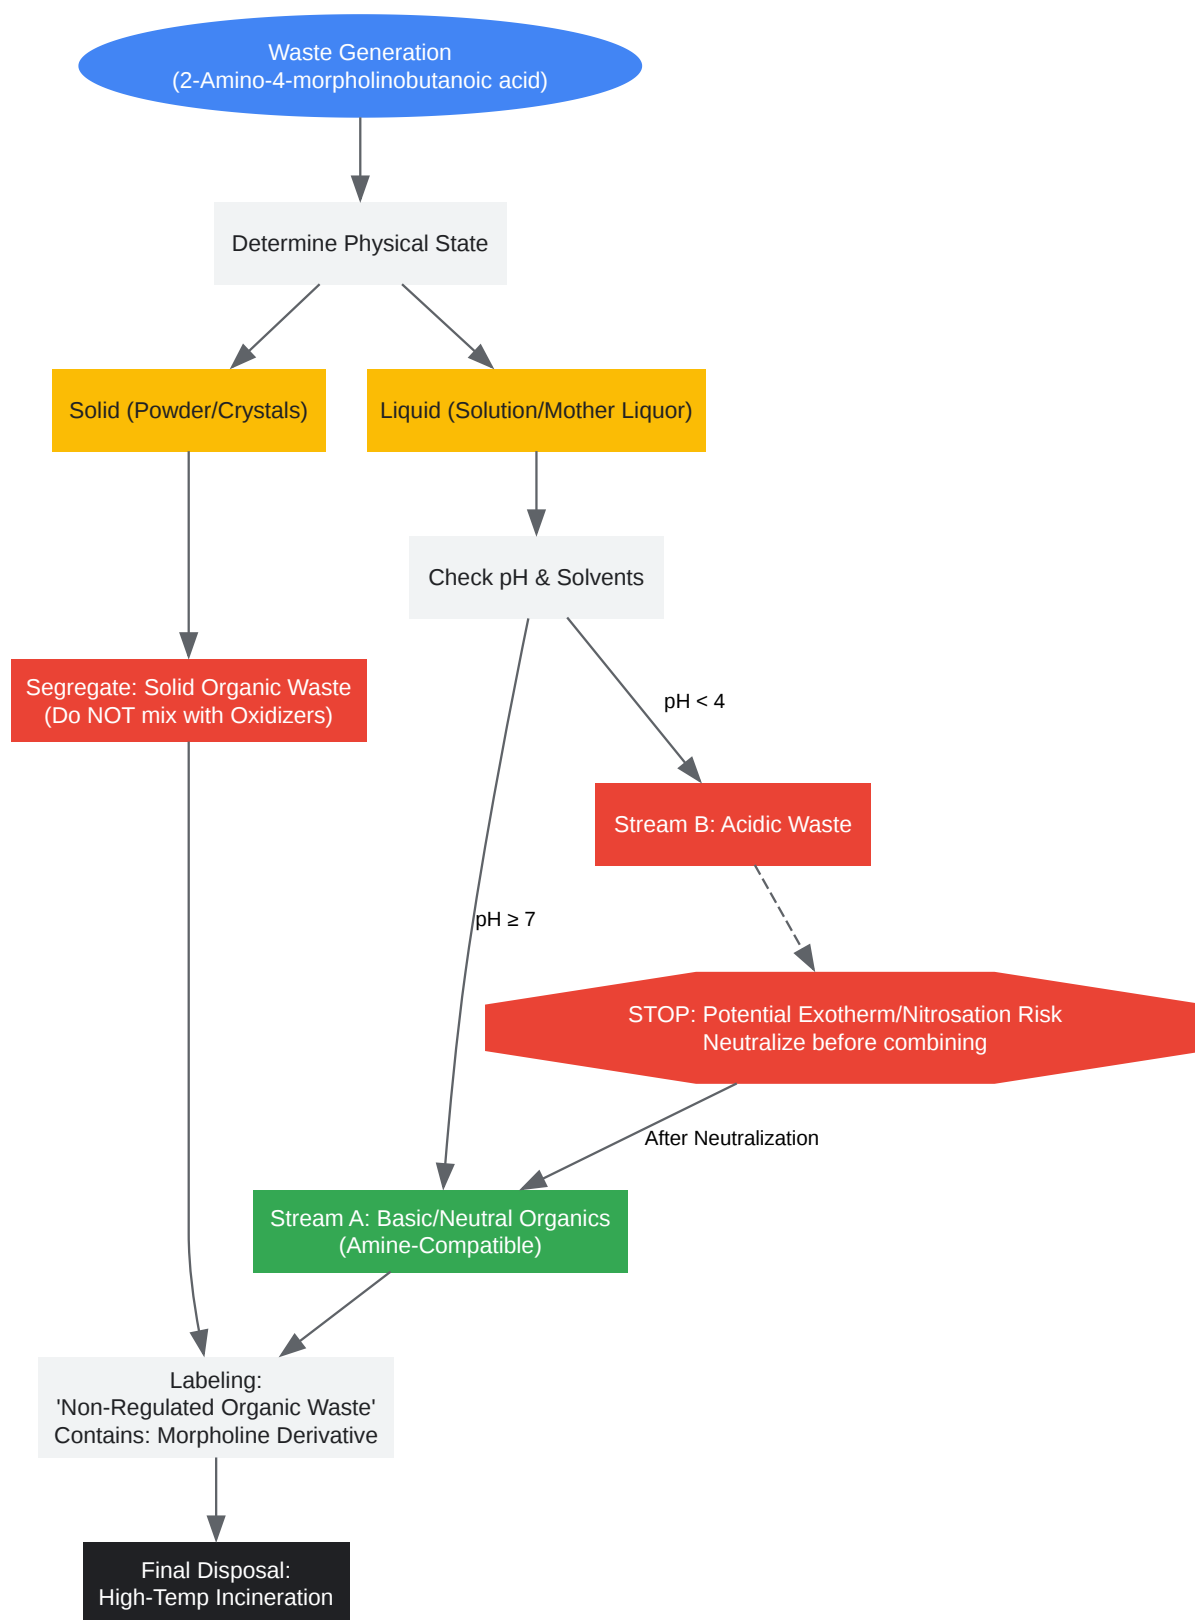 Waste Generation
(2-Amino-4-morpholinobutanoic acid)
Determine Physical State
Solid (Powder/Crystals)
Liquid (Solution/Mother Liquor)
Check pH & Solvents
Segregate: Solid Organic Waste
(Do NOT mix with Oxidizers)
pH < 4
Stream B: Acidic Waste
pH ≥ 7
STOP: Potential Exotherm/Nitrosation Risk
Neutralize before combining
After Neutralization
Stream A: Basic/Neutral Organics
(Amine-Compatible)
Labeling:
'Non-Regulated Organic Waste'
Contains: Morpholine Derivative
Final Disposal:
High-Temp Incineration